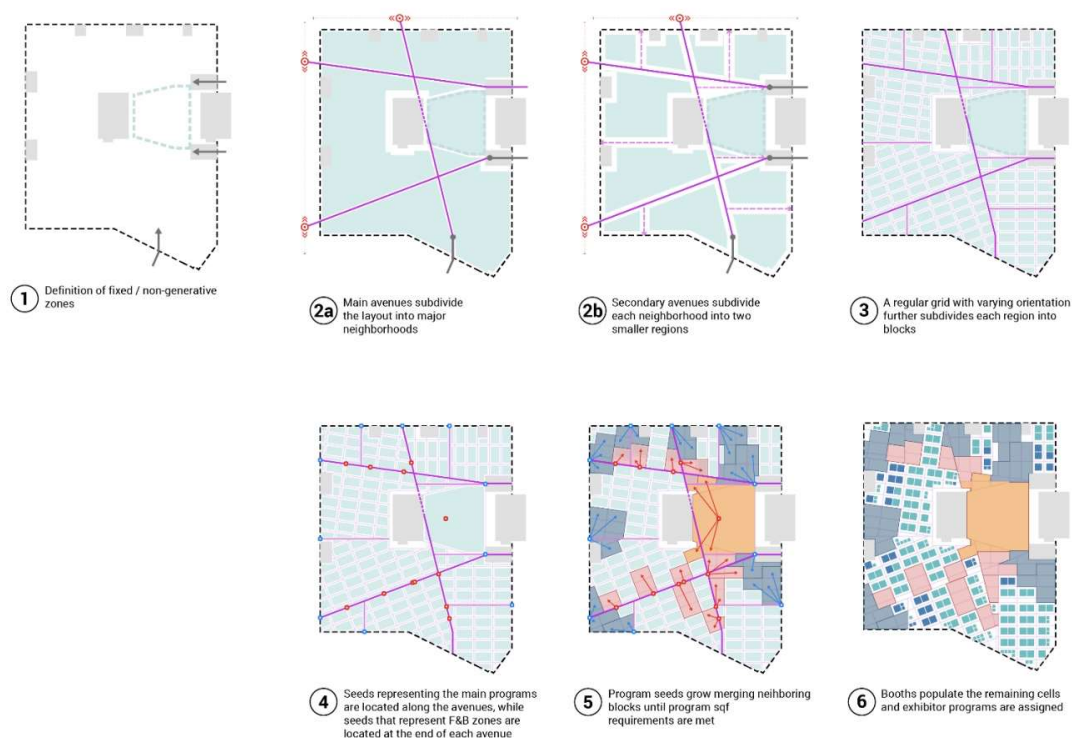 1
Definition of fixed / non-generative
zones
2a
Main avenues subdivide
the layout into major
neighborhoods
2b
Secondary avenues subdivide
each neighborhood into two
smaller regions
3
A regular grid with varying orientation
further subdivides each region into
blocks
4
Seeds representing the main programs
are located along the avenues, while
seeds that represent F&B zones are
located at the end of each avenue
5
Program seeds grow merging neihboring
blocks until program sqf
requirements are met
6
Booths populate the remaining cells
and exhibitor programs are assigned